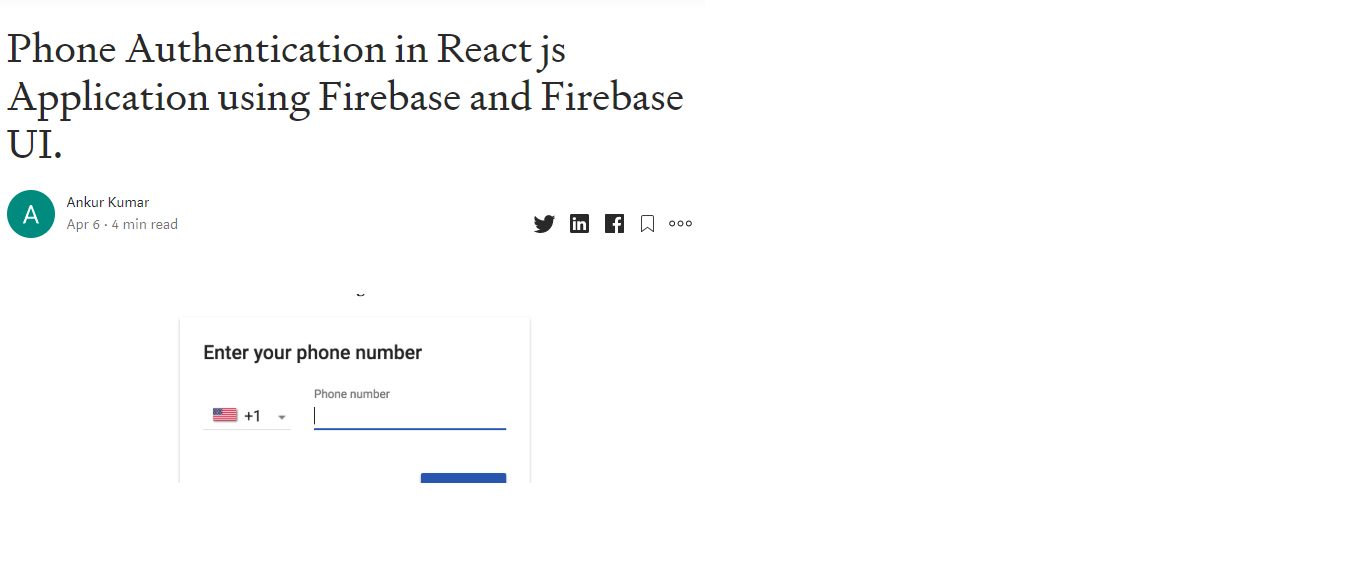 Phone Authentication in React js
Application using Firebase and Firebase
UI.
A
Ankur Kumar
Apr 6 · 4 min read
Enter your phone number
Phone number
+1